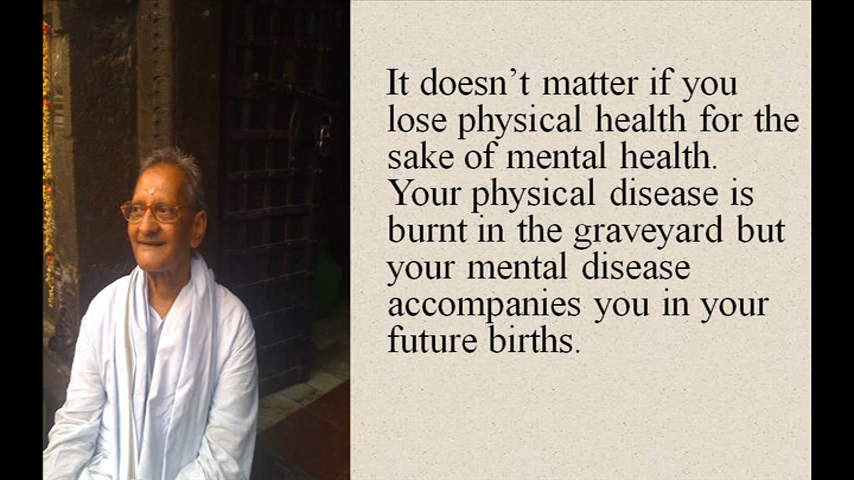 It doesn’t matter if you
lose physical health for the
sake of mental health.
Your physical disease is
burnt in the graveyard but
your mental disease
accompanies you in your
future births.